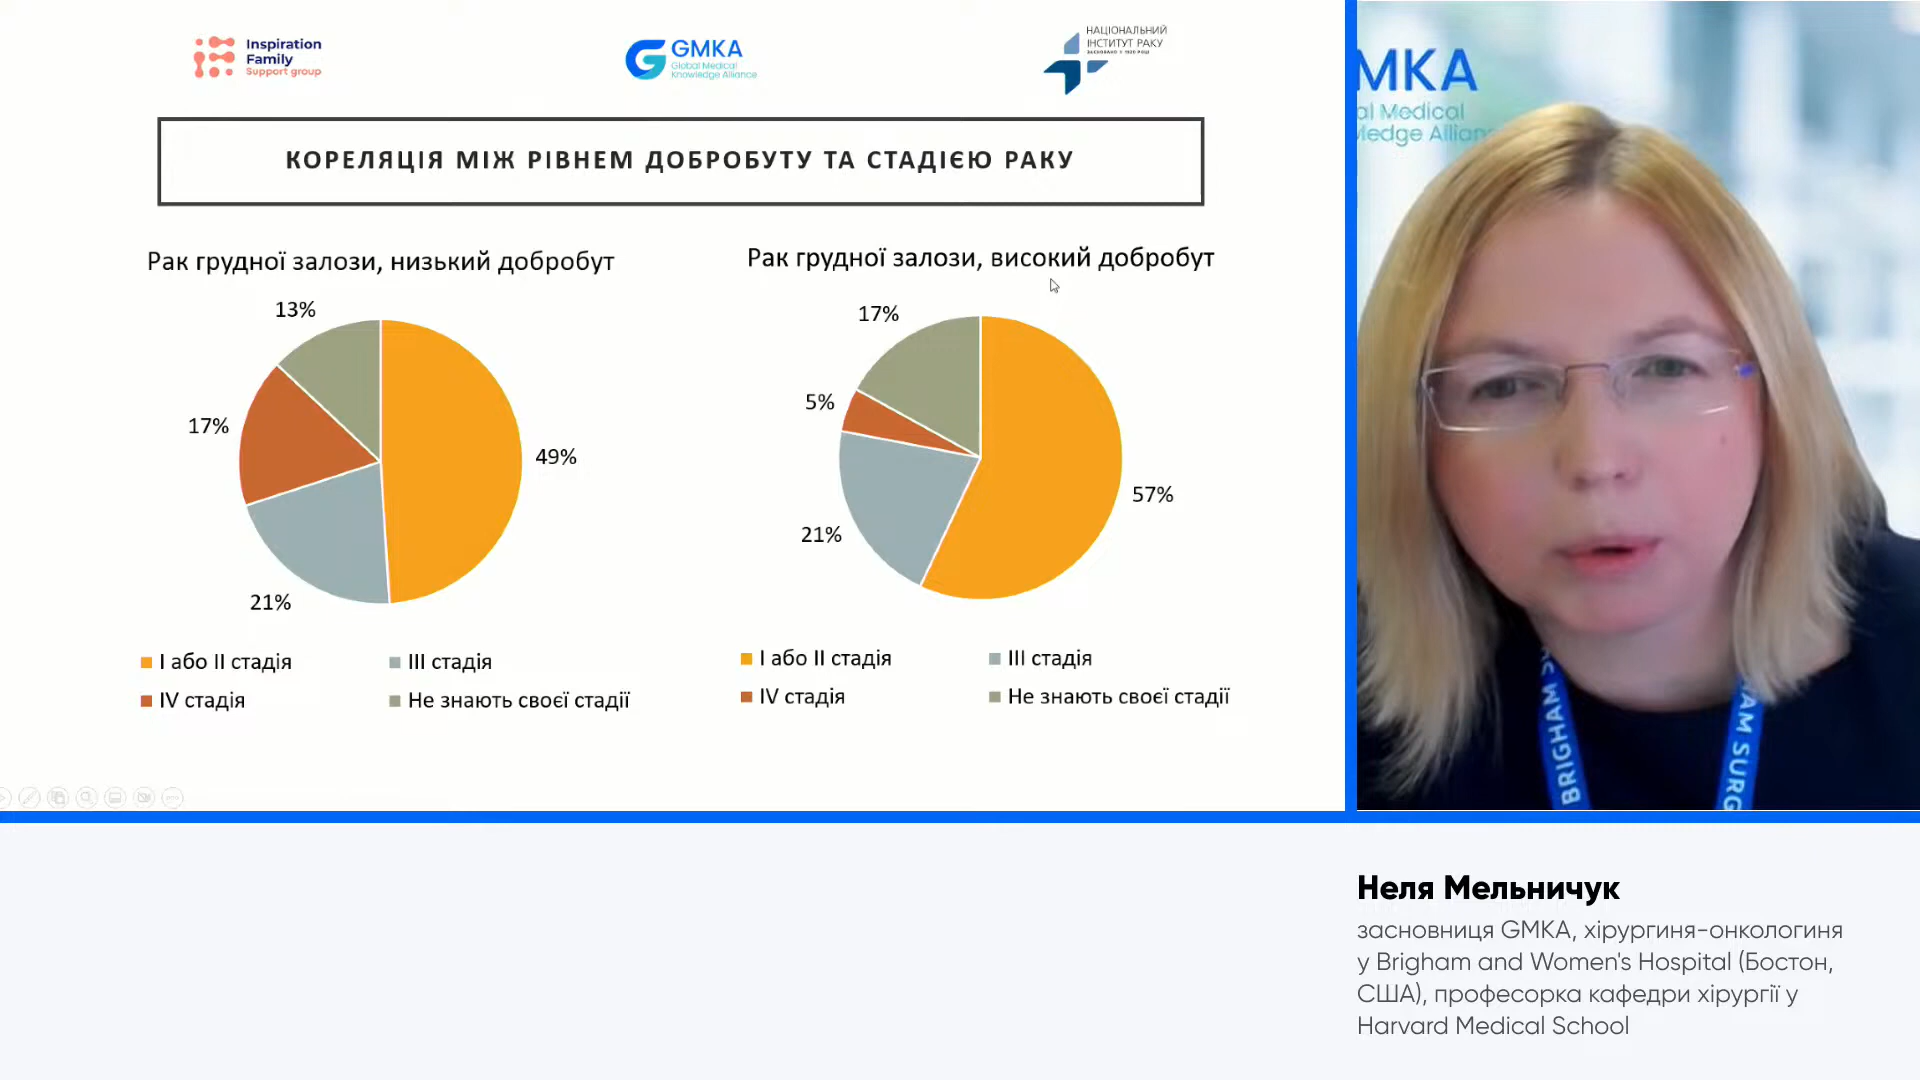 Inspiration
Family
Support group
GMKA
Global Medical
Knowledge Alliance
НАЦІОНАЛЬНИЙ
ІНСТИТУТ РАКУ
ЗАСНОВАНО У 1920 РОЦІ
КОРЕЛЯЦІЯ МІЖ РІВНЕМ ДОБРОБУТУ ТА СТАДІЄЮ РАКУ
Рак грудної залози, низький добробут
13%
17%
49%
21%
I або II стадія
III стадія
IV стадія
Не знають своєї стадії
Рак грудної залози, високий добробут
17%
5%
57%
21%
I або II стадія
III стадія
IV стадія
Не знають своєї стадії
MKA
al Medical
ledge Allian
BRIGHAM
AM SURG
Неля Мельничук
засновниця GMKA, хірургиня-онкологиня
у Brigham and Women's Hospital (Бостон,
США), професорка кафедри хірургії у
Harvard Medical School